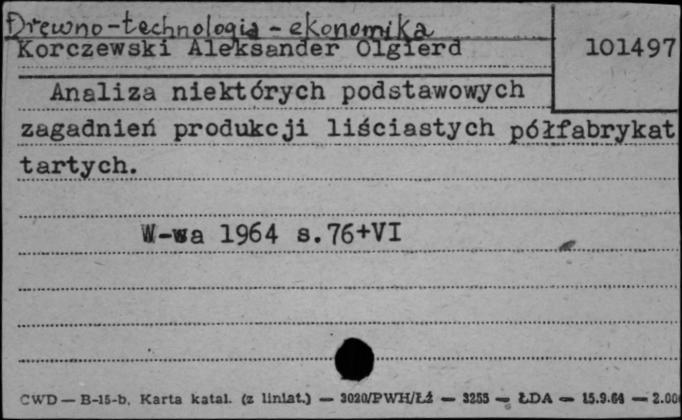 Drewno-technologia-ekonomika
Korczewski Aleksander Olgierd
101497
Analiza niektórych podstawowych
zagadnień produkcji liściastych półfabrykat
tartych.
W-wa 1964 s.76+VI
CWD — B-15-b. Karta katal. (z liniat.) — 3020/PWH/Łź — 3255 — ŁDA — 15.9.64 — 2.00